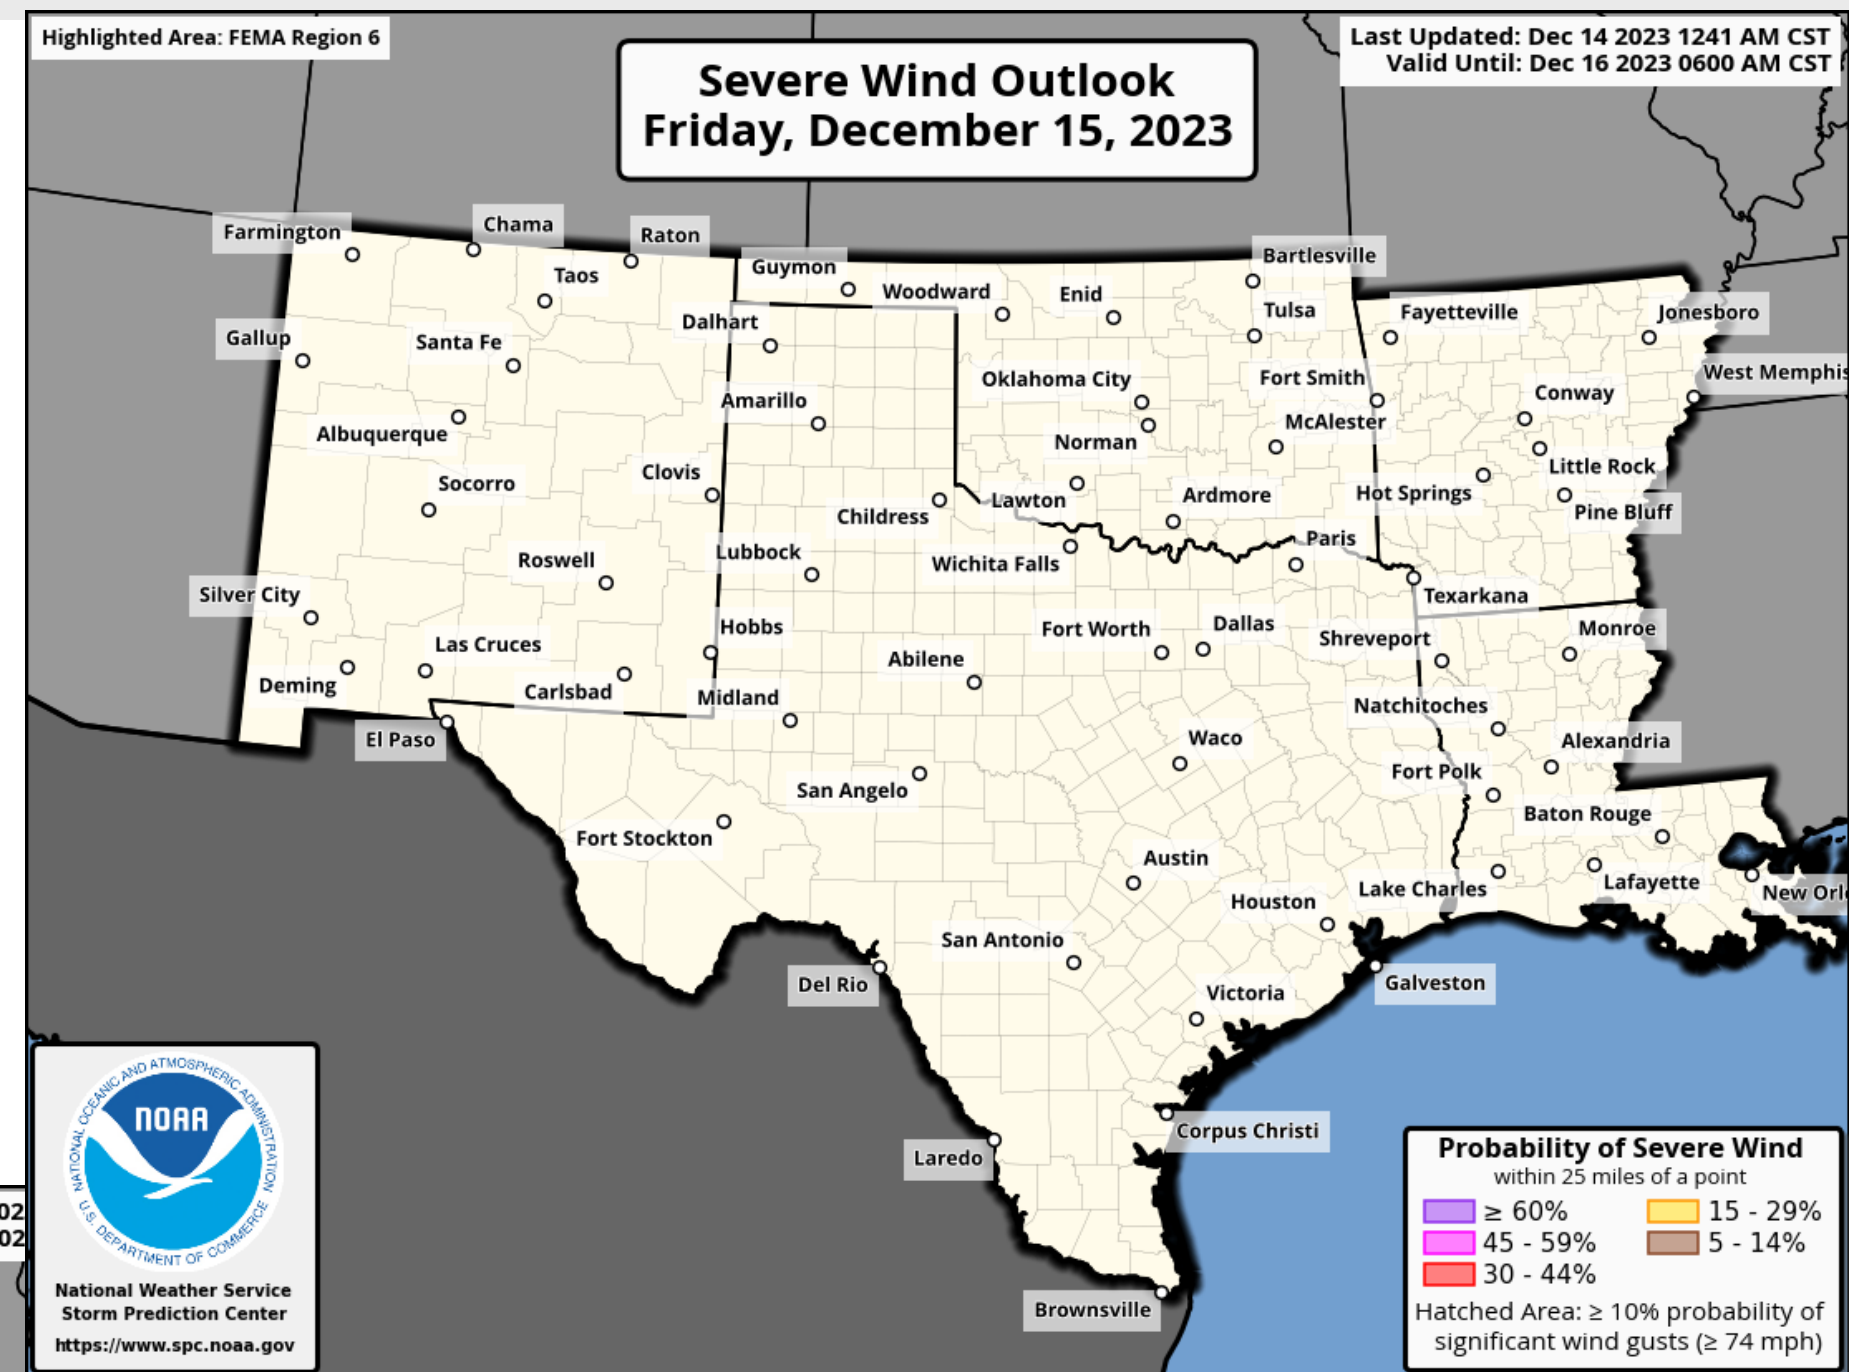 Highlighted Area: FEMA Region 6
Severe Wind Outlook
Friday, December 15, 2023
Last Updated: Dec 14 2023 1241 AM CST
Valid Until: Dec 16 2023 0600 AM CST
Farmington
Chama
Raton
Taos
Guymon
Woodward
Enid
Bartlesville
Tulsa
Fayetteville
Jonesboro
Gallup
Santa Fe
Dalhart
Oklahoma City
Fort Smith
Conway
West Memphis
Albuquerque
Amarillo
Norman
McAlester
Little Rock
Socorro
Clovis
Childress
Lawton
Ardmore
Hot Springs
Pine Bluff
Roswell
Lubbock
Wichita Falls
Paris
Texarkana
Silver City
Las Cruces
Hobbs
Abilene
Fort Worth
Dallas
Shreveport
Monroe
Deming
Carlsbad
Midland
Natchitoches
El Paso
San Angelo
Waco
Alexandria
Fort Polk
Fort Stockton
Baton Rouge
Austin
Lake Charles
Lafayette
New Orl
Houston
San Antonio
Del Rio
Victoria
Galveston
Corpus Christi
Laredo
Brownsville
02
02
NATIONAL OCEANIC AND ATMOSPHERIC ADMINISTRATION
NOAA
U.S. DEPARTMENT OF COMMERCE
National Weather Service
Storm Prediction Center
https://www.spc.noaa.gov
Probability of Severe Wind
within 25 miles of a point
≥ 60%
15 - 29%
45 - 59%
5 - 14%
30 - 44%
Hatched Area: ≥ 10% probability of
significant wind gusts (≥ 74 mph)